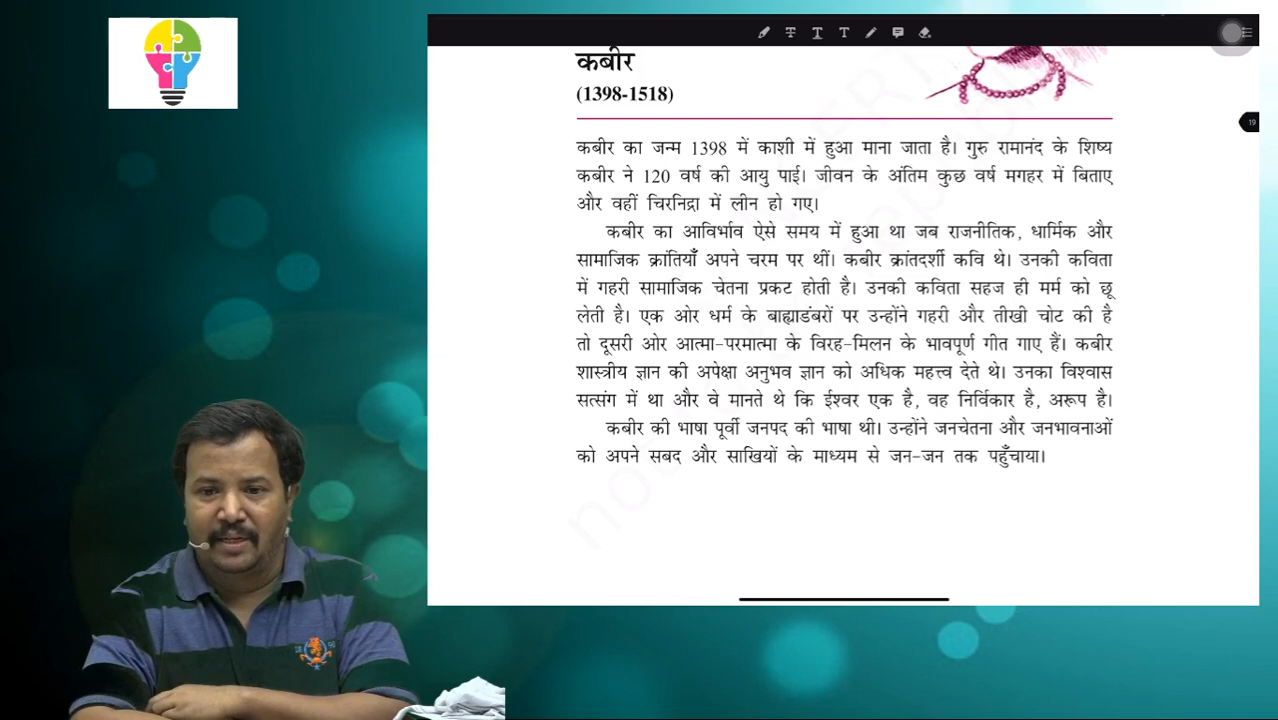 कबीर
(1398-1518)
19
कबीर का जन्म 1398 में काशी में हुआ माना जाता है। गुरु रामानंद के शिष्य
कबीर ने 120 वर्ष की आयु पाई। जीवन के अंतिम कुछ वर्ष मगहर में बिताए
और वहीं चिरनिद्रा में लीन हो गए।
कबीर का आविर्भाव ऐसे समय में हुआ था जब राजनीतिक, धार्मिक और
सामाजिक क्रांतियाँ अपने चरम पर थीं। कबीर क्रांतदर्शी कवि थे। उनकी कविता
में गहरी सामाजिक चेतना प्रकट होती है। उनकी कविता सहज ही मर्म को छू
लेती है। एक ओर धर्म के बाह्याडंबरों पर उन्होंने गहरी और तीखी चोट की है
तो दूसरी ओर आत्मा-परमात्मा के विरह-मिलन के भावपूर्ण गीत गाए हैं। कबीर
शास्त्रीय ज्ञान की अपेक्षा अनुभव ज्ञान को अधिक महत्त्व देते थे। उनका विश्वास
सत्संग में था और वे मानते थे कि ईश्वर एक है, वह निर्विकार है, अरूप है।
कबीर की भाषा पूर्वी जनपद की भाषा थी। उन्होंने जनचेतना और जनभावनाओं
को अपने सबद और साखियों के माध्यम से जन-जन तक पहुँचाया।